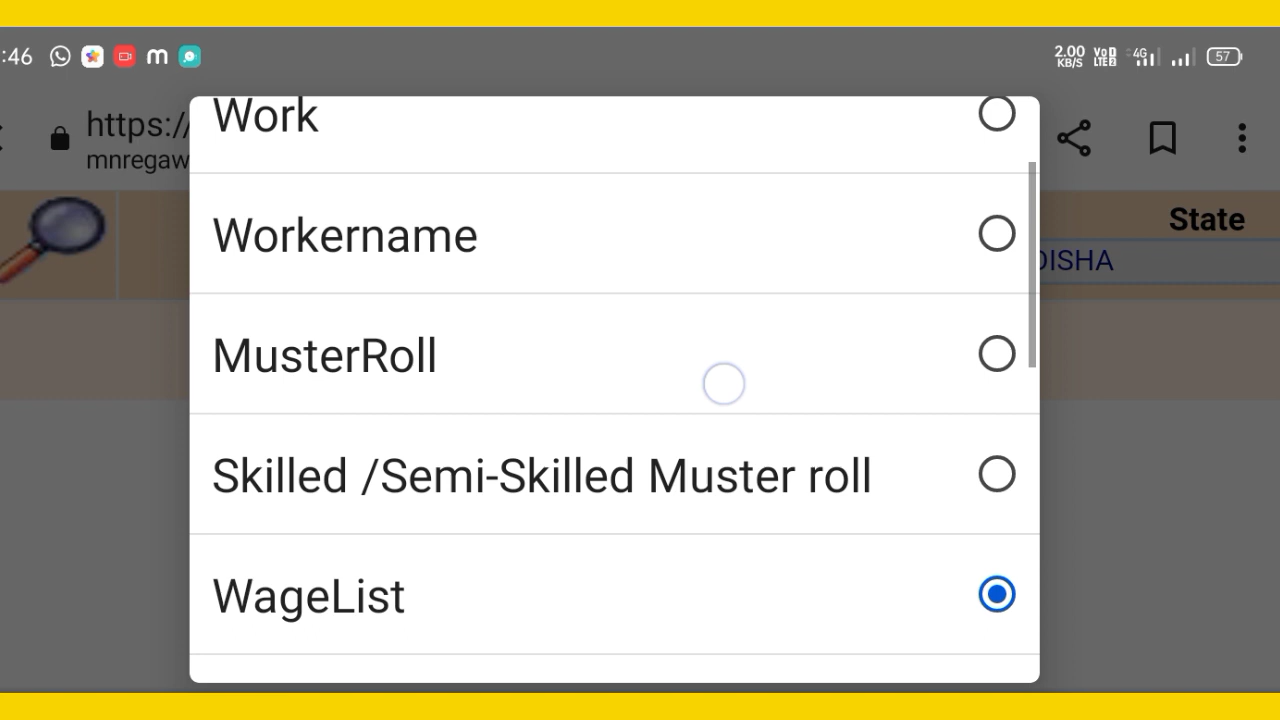 :46
2.00
KB/S
Vo
LTE2
4G
57
https://
mnregaw
State
DISHA
Work
Workername
MusterRoll
Skilled /Semi-Skilled Muster roll
WageList